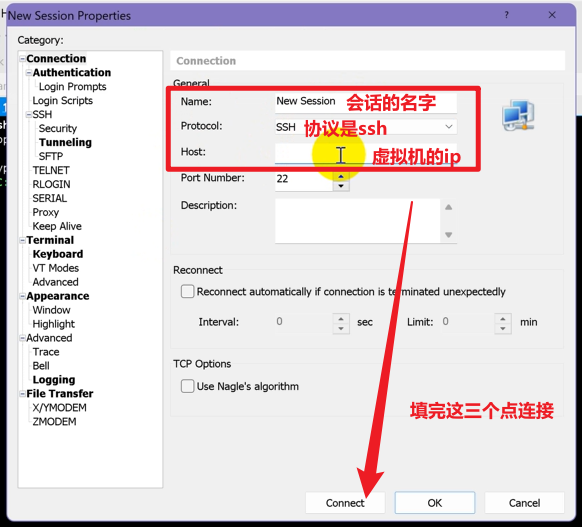 New Session Properties
?
×
Category:
Connection
Authentication
Login Prompts
Login Scripts
SSH
Security
Tunneling
SFTP
TELNET
RLOGIN
SERIAL
Proxy
Keep Alive
Terminal
Keyboard
VT Modes
Advanced
Appearance
Window
Highlight
Advanced
Trace
Bell
Logging
File Transfer
X/YMODEM
ZMODEM
Connection
General
Name: New Session 会话的名字
Protocol: SSH 协议是ssh
Host: 虚拟机的ip
Port Number: 22
Description:
Reconnect
Reconnect automatically if connection is terminated unexpectedly
Interval: 0 sec Limit: 0 min
TCP Options
Use Nagle's algorithm
填完这三个点连接
Connect OK Cancel